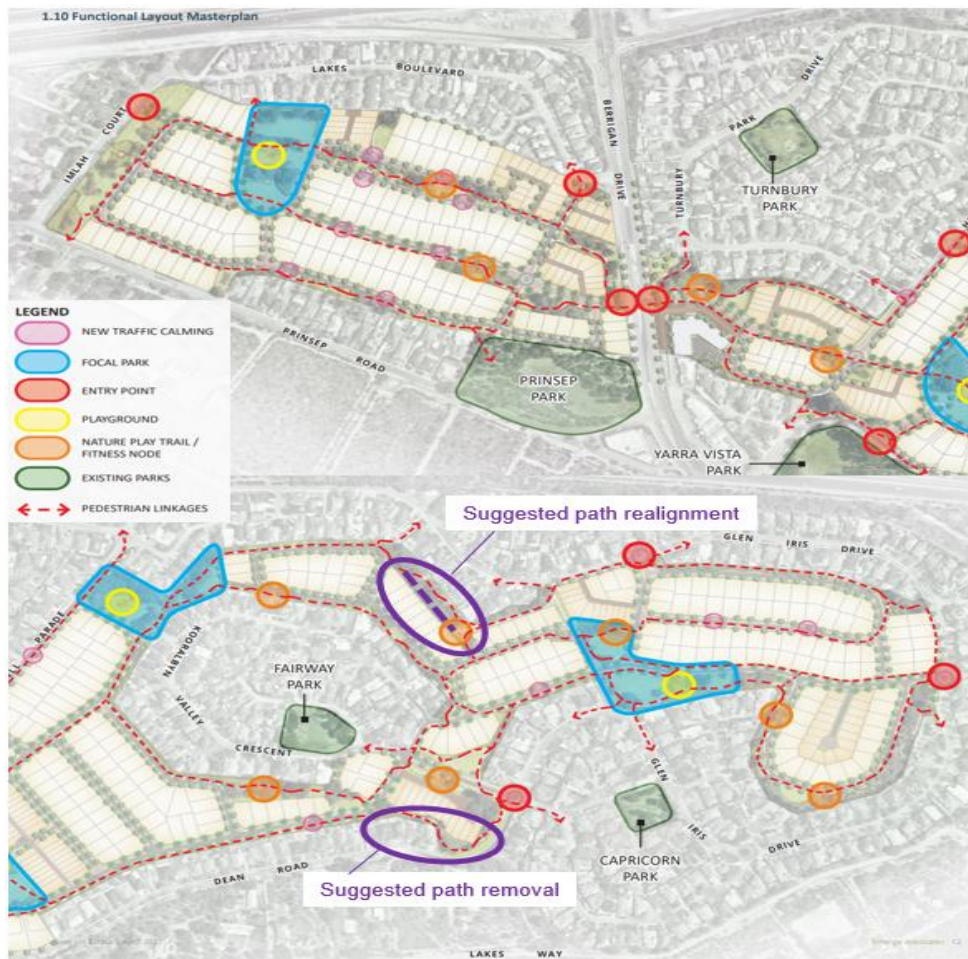 1.10 Functional Layout Masterplan
LAKES BOULEVARD
IMLAH COURT
BERRIGAN DRIVE
PARK DRIVE
TURNBURY
TURNBURY
PARK
LEGEND
NEW TRAFFIC CALMING
FOCAL PARK
ENTRY POINT
PLAYGROUND
NATURE PLAY TRAIL /
FITNESS NODE
EXISTING PARKS
PEDESTRIAN LINKAGES
PRINSEP ROAD
PRINSEP
PARK
YARRA VISTA
PARK
Suggested path realignment
GLEN IRIS DRIVE
PARADE
KOORALBYN
VALLEY
CRESCENT
FAIRWAY
PARK
GLEN
IRIS
DRIVE
CAPRICORN
PARK
DEAN ROAD
Suggested path removal
LAKES WAY